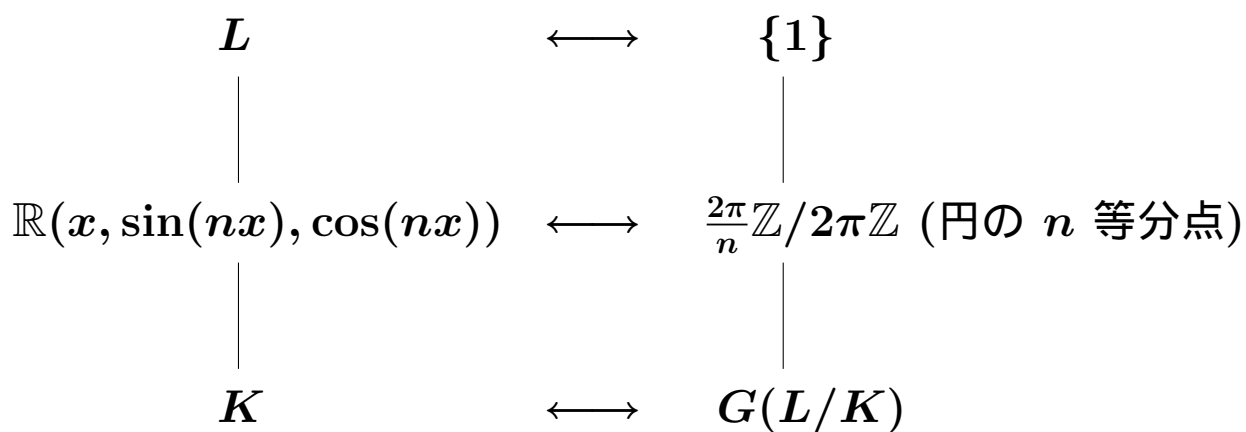 L ⟷ {1}
ℝ(x, sin(nx), cos(nx)) ⟷ 2π/n ℤ/2πℤ (円の n 等分点)
K ⟷ G(L/K)